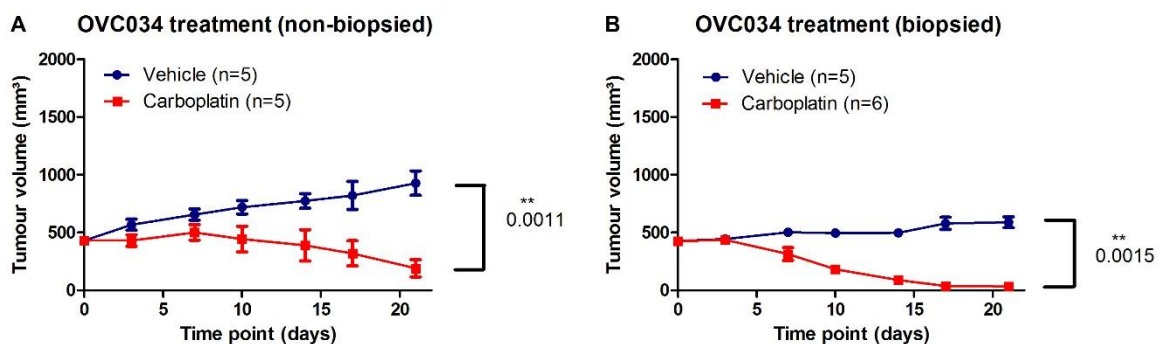 A OVC034 treatment (non-biopsied)
Tumour volume (mm³)
2000
1500
1000
500
0
Vehicle (n=5)
Carboplatin (n=5)
**
0.0011
0 5 10 15 20
Time point (days)
B OVC034 treatment (biopsied)
Tumour volume (mm³)
2000
1500
1000
500
0
Vehicle (n=5)
Carboplatin (n=6)
**
0.0015
0 5 10 15 20
Time point (days)